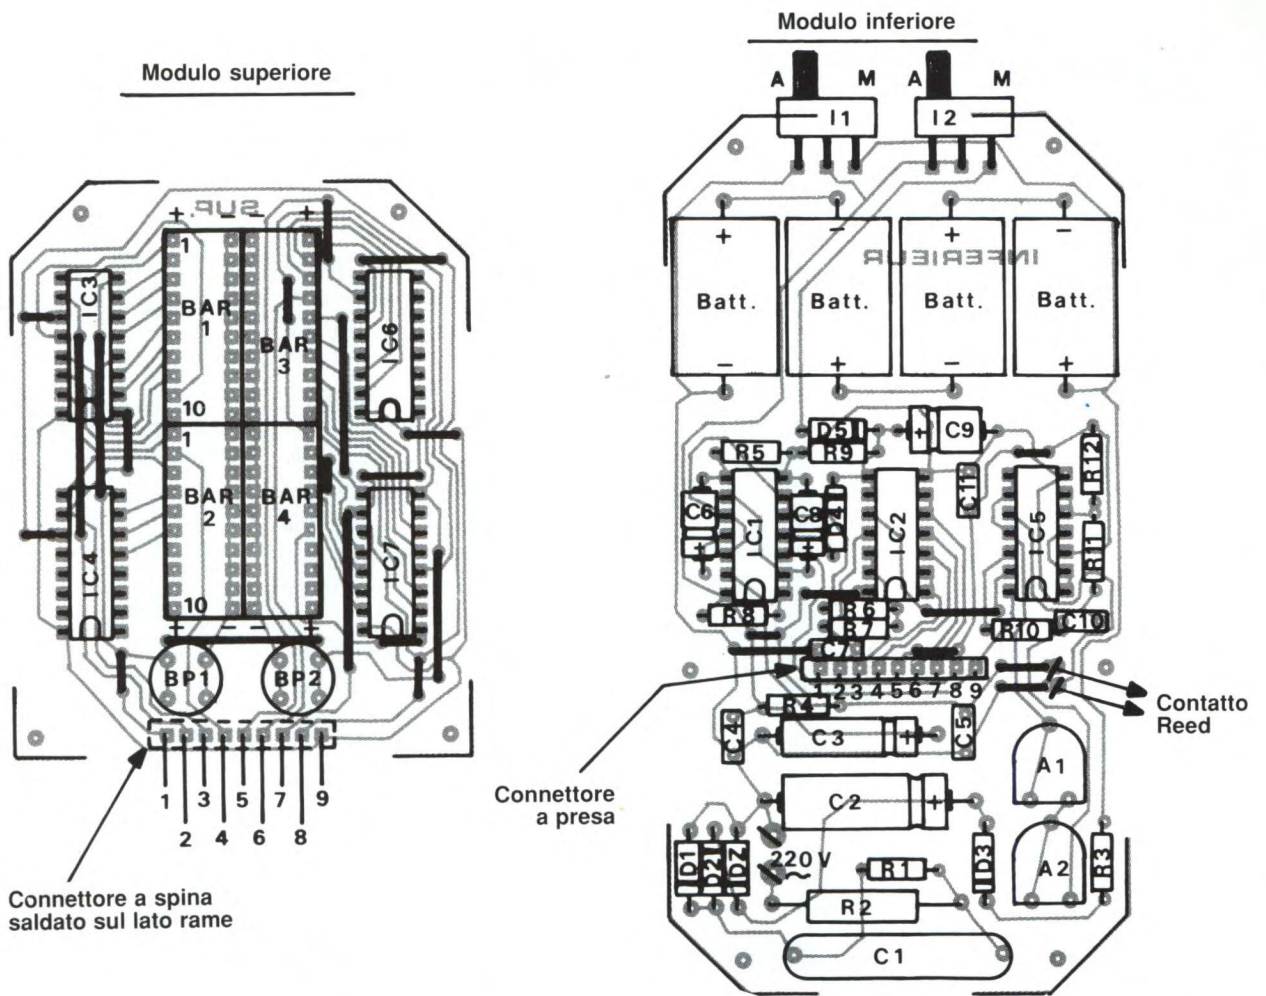 Modulo superiore
SUP.
+ - - +
1
IC3
BAR
1
BAR
3
IC6
10
1
BAR
2
BAR
4
IC4
IC7
10
+ - - +
BP1
BP2
1 3 5 7 9
2 4 6 8
Connettore a spina
saldato sul lato rame
Modulo inferiore
A M A M
I1 I2
+ - + -
INFERIEUR
Batt. Batt. Batt. Batt.
- + - +
D5 + C9
R5 R9
R12
C11
C6 C8 D4
IC1 IC2 IC5
+ +
R11
R8 R6
R7 R10 C10
C7
1 2 3 4 5 6 7 8 9
Contatto
Reed
R4
C4 C3 + C5
A1
Connettore
a presa
C2 +
D1 D2 DZ
220 V
~
R1 D3 A2 R3
R2
C1